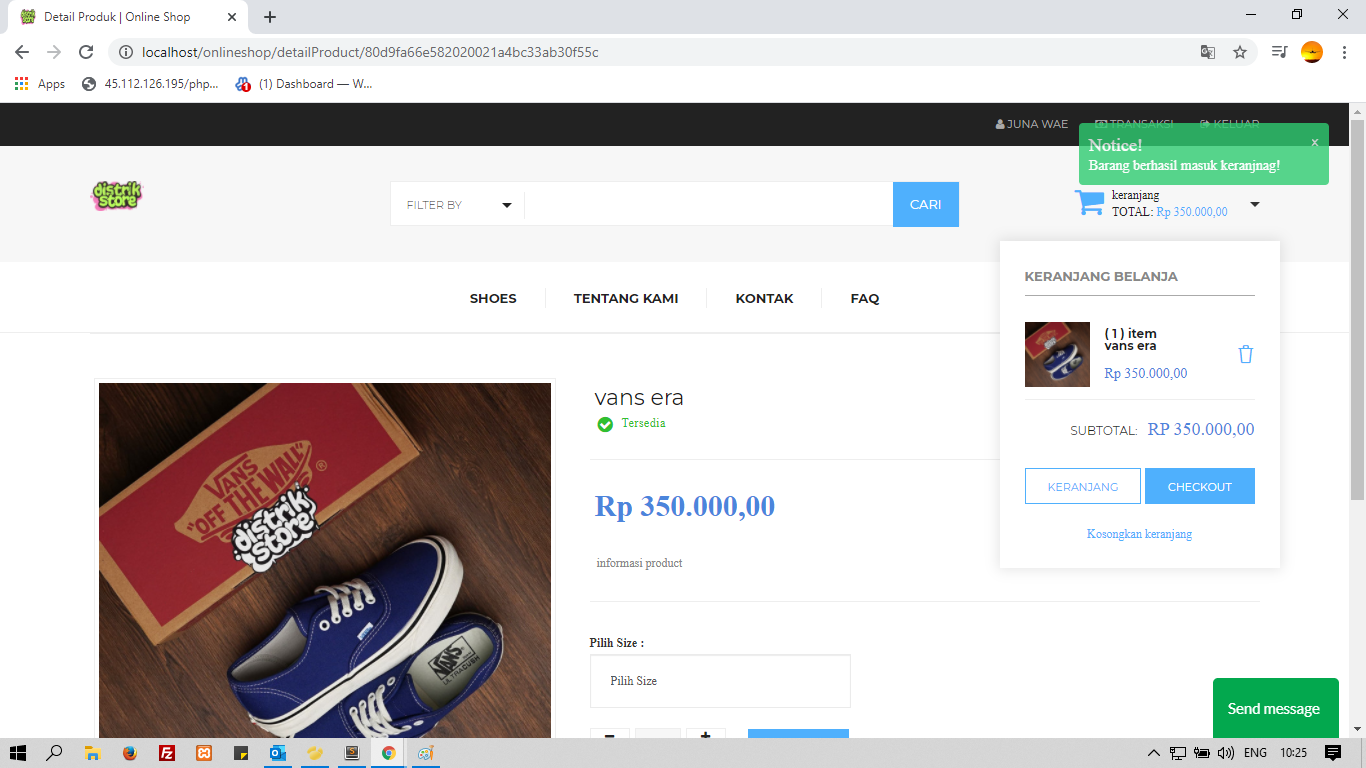 Detail Produk | Online Shop
localhost/onlineshop/detailProduct/80d9fa66e582020021a4bc33ab30f55c
Apps
45.112.126.195/php...
(1) Dashboard — W...
JUNA WAE
TRANSAKSI
KELUAR
Notice!
x
Barang berhasil masuk keranjnag!
distrik
store
FILTER BY
CARI
keranjang
TOTAL: Rp 350.000,00
KERANJANG BELANJA
( 1 ) item
vans era
Rp 350.000,00
SUBTOTAL: RP 350.000,00
KERANJANG
CHECKOUT
Kosongkan keranjang
SHOES
TENTANG KAMI
KONTAK
FAQ
VANS
"OFF THE WALL"
distrik
store
VANS
ULTRACUSH
vans era
Tersedia
Rp 350.000,00
informasi product
Pilih Size :
Pilih Size
Send message
ENG
10:25